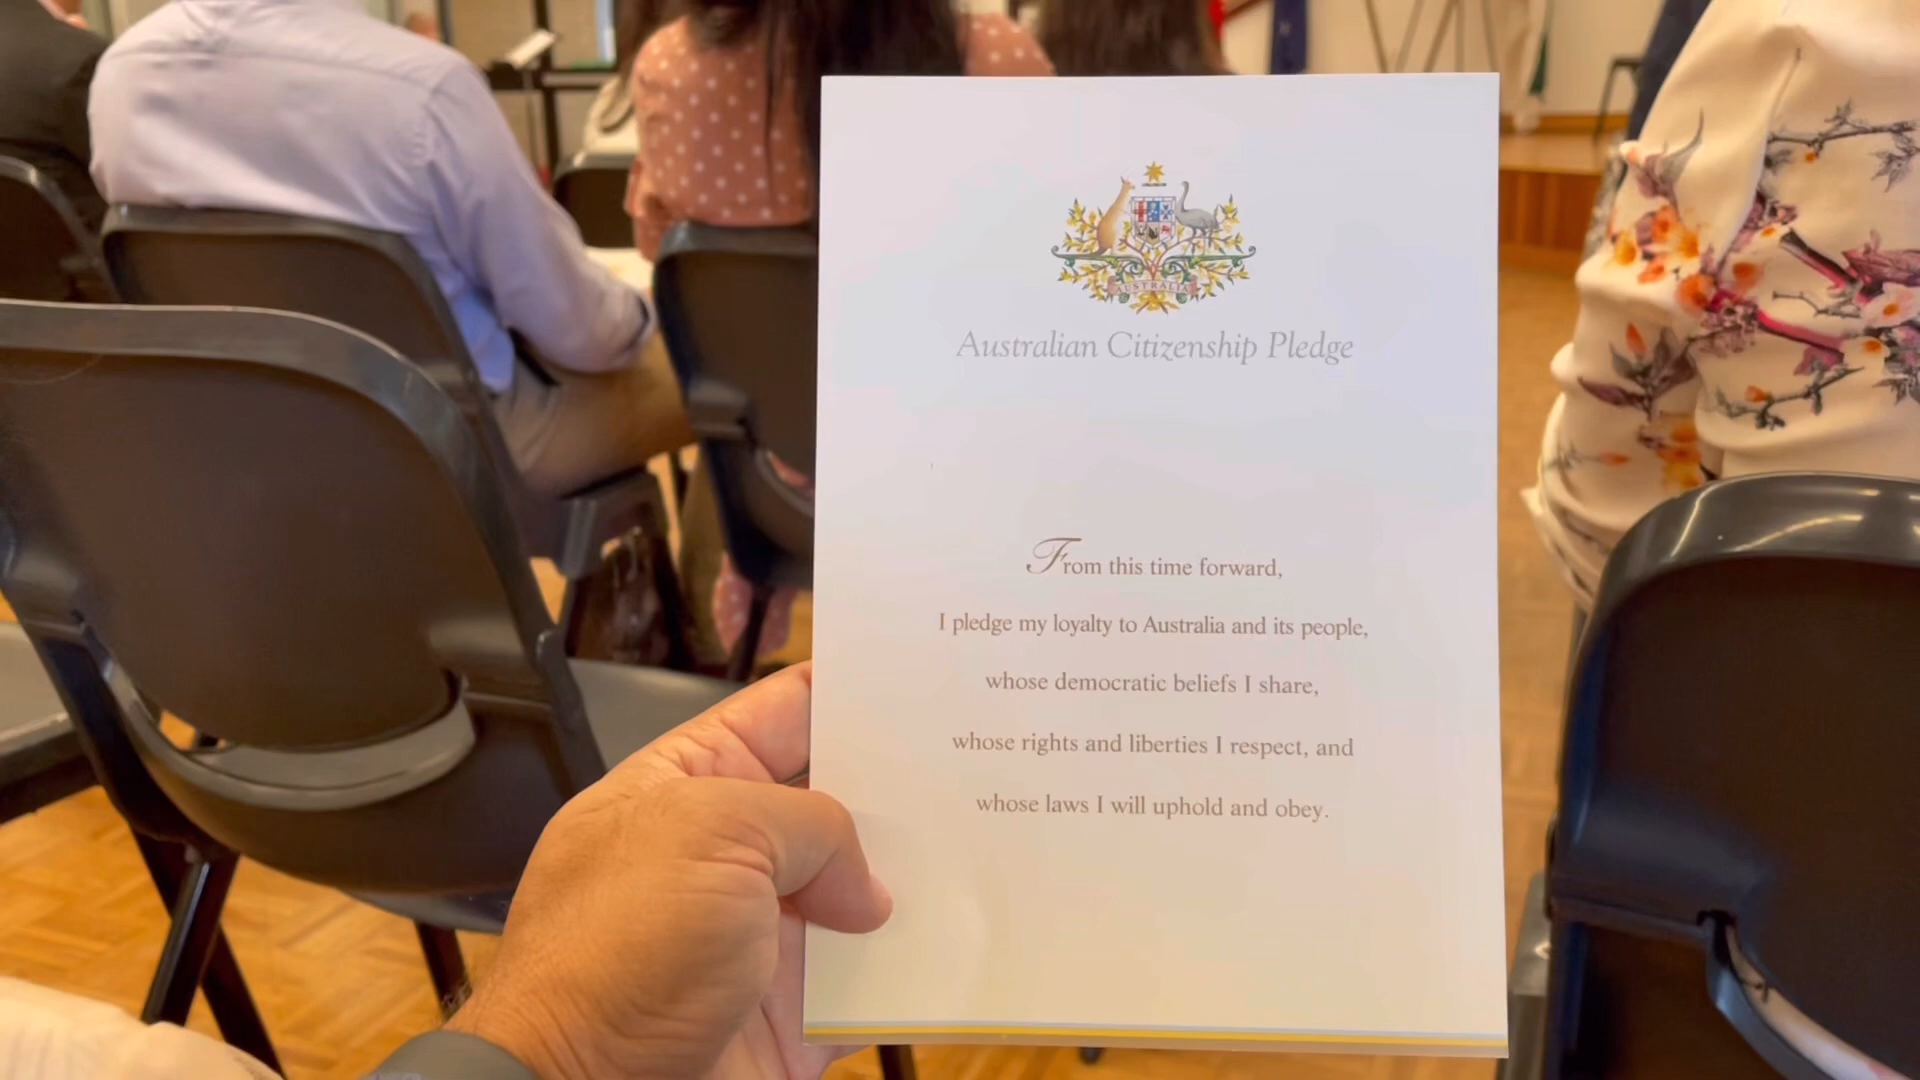 AUSTRALIA
Australian Citizenship Pledge
From this time forward,
I pledge my loyalty to Australia and its people,
whose democratic beliefs I share,
whose rights and liberties I respect, and
whose laws I will uphold and obey.